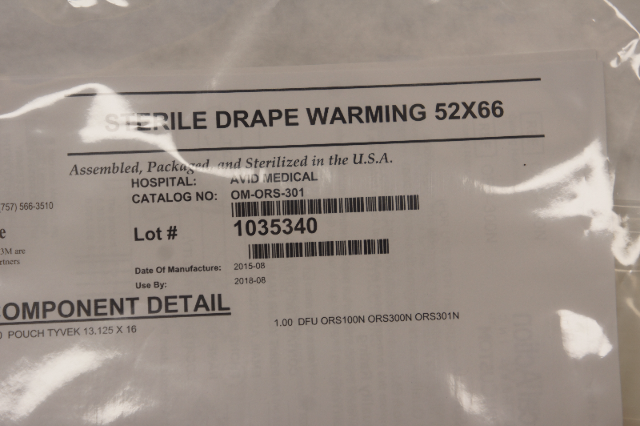 STERILE DRAPE WARMING 52X66
Assembled, Packaged, and Sterilized in the U.S.A.
HOSPITAL: AVID MEDICAL
CATALOG NO: OM-ORS-301
(757) 566-3510
Lot # 1035340
3M are
Date Of Manufacture: 2015-08
Use By: 2018-08
COMPONENT DETAIL
POUCH TYVEK 13.125 X 16
1.00 DFU ORS100N ORS300N ORS301N